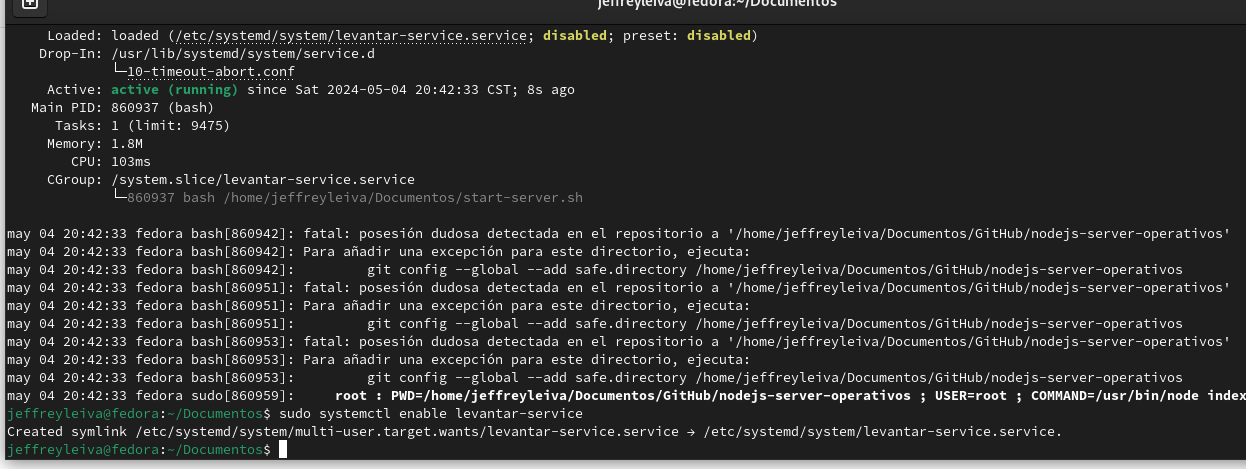 jeffreyleiva@fedora:~/Documentos
Loaded: loaded (/etc/systemd/system/levantar-service.service; disabled; preset: disabled)
Drop-In: /usr/lib/systemd/system/service.d
└─10-timeout-abort.conf
Active: active (running) since Sat 2024-05-04 20:42:33 CST; 8s ago
Main PID: 860937 (bash)
Tasks: 1 (limit: 9475)
Memory: 1.8M
CPU: 103ms
CGroup: /system.slice/levantar-service.service
└─860937 bash /home/jeffreyleiva/Documentos/start-server.sh
may 04 20:42:33 fedora bash[860942]: fatal: posesión dudosa detectada en el repositorio a '/home/jeffreyleiva/Documentos/GitHub/nodejs-server-operativos'
may 04 20:42:33 fedora bash[860942]: Para añadir una excepción para este directorio, ejecuta:
may 04 20:42:33 fedora bash[860942]:         git config --global --add safe.directory /home/jeffreyleiva/Documentos/GitHub/nodejs-server-operativos
may 04 20:42:33 fedora bash[860951]: fatal: posesión dudosa detectada en el repositorio a '/home/jeffreyleiva/Documentos/GitHub/nodejs-server-operativos'
may 04 20:42:33 fedora bash[860951]: Para añadir una excepción para este directorio, ejecuta:
may 04 20:42:33 fedora bash[860951]:         git config --global --add safe.directory /home/jeffreyleiva/Documentos/GitHub/nodejs-server-operativos
may 04 20:42:33 fedora bash[860953]: fatal: posesión dudosa detectada en el repositorio a '/home/jeffreyleiva/Documentos/GitHub/nodejs-server-operativos'
may 04 20:42:33 fedora bash[860953]: Para añadir una excepción para este directorio, ejecuta:
may 04 20:42:33 fedora bash[860953]:         git config --global --add safe.directory /home/jeffreyleiva/Documentos/GitHub/nodejs-server-operativos
may 04 20:42:33 fedora sudo[860959]:     root : PWD=/home/jeffreyleiva/Documentos/GitHub/nodejs-server-operativos ; USER=root ; COMMAND=/usr/bin/node index
jeffreyleiva@fedora:~/Documentos$ sudo systemctl enable levantar-service
Created symlink /etc/systemd/system/multi-user.target.wants/levantar-service.service → /etc/systemd/system/levantar-service.service.
jeffreyleiva@fedora:~/Documentos$